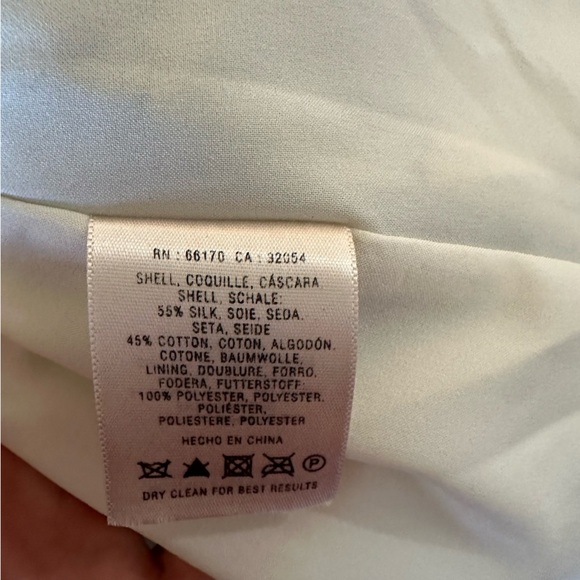 RN : 66170 CA : 32054
SHELL, COQUILLE, CÁSCARA
SHELL, SCHALE:
55% SILK, SOIE, SEDA.
SETA, SEIDE
45% COTTON, COTON, ALGODÓN.
COTONE, BAUMWOLLE,
LINING, DOUBLURE, FORRO,
FODERA, FUTTERSTOFF:
100% POLYESTER, POLYESTER.
POLIÉSTER,
POLIESTERE, POLYESTER
HECHO EN CHINA
P
DRY CLEAN FOR BEST RESULTS